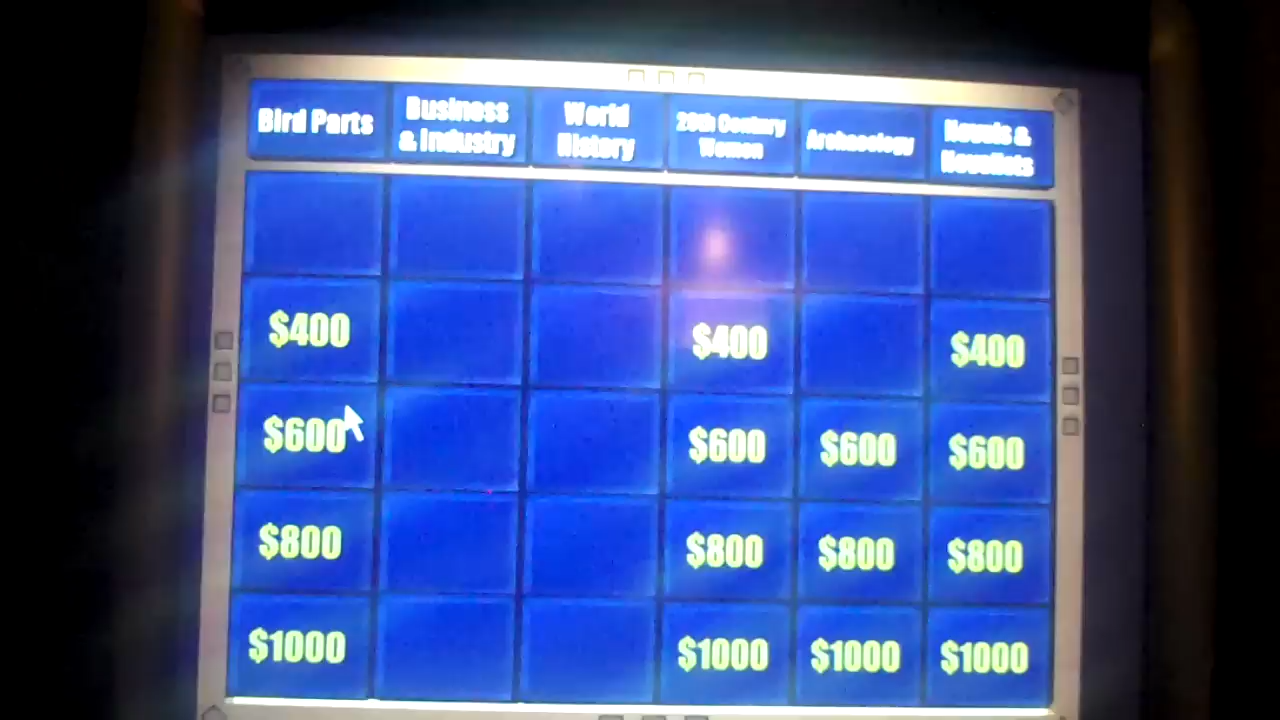 Bird Parts
Business
& Industry
World
History
20th Century
Women
Archaeology
Novels &
Novelists
$400
$400
$400
$600
$600
$600
$600
$800
$800
$800
$800
$1000
$1000
$1000
$1000